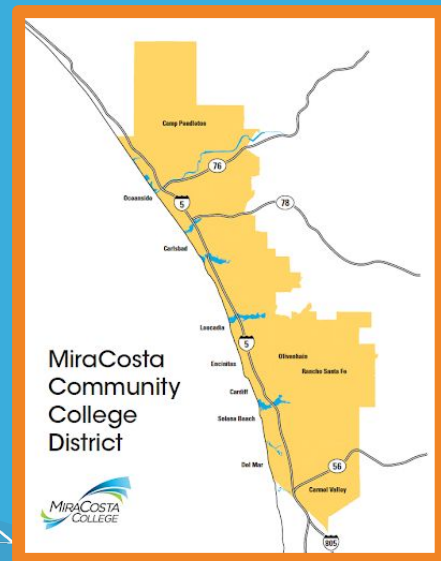 Camp Pendleton
76
Oceanside
5
78
Carlsbad
Leucadia
5
Olivenhain
Encinitas
Rancho Santa Fe
Cardiff
Solana Beach
Del Mar
56
Carmel Valley
805
MiraCosta
Community
College
District
MIRACOSTA
COLLEGE